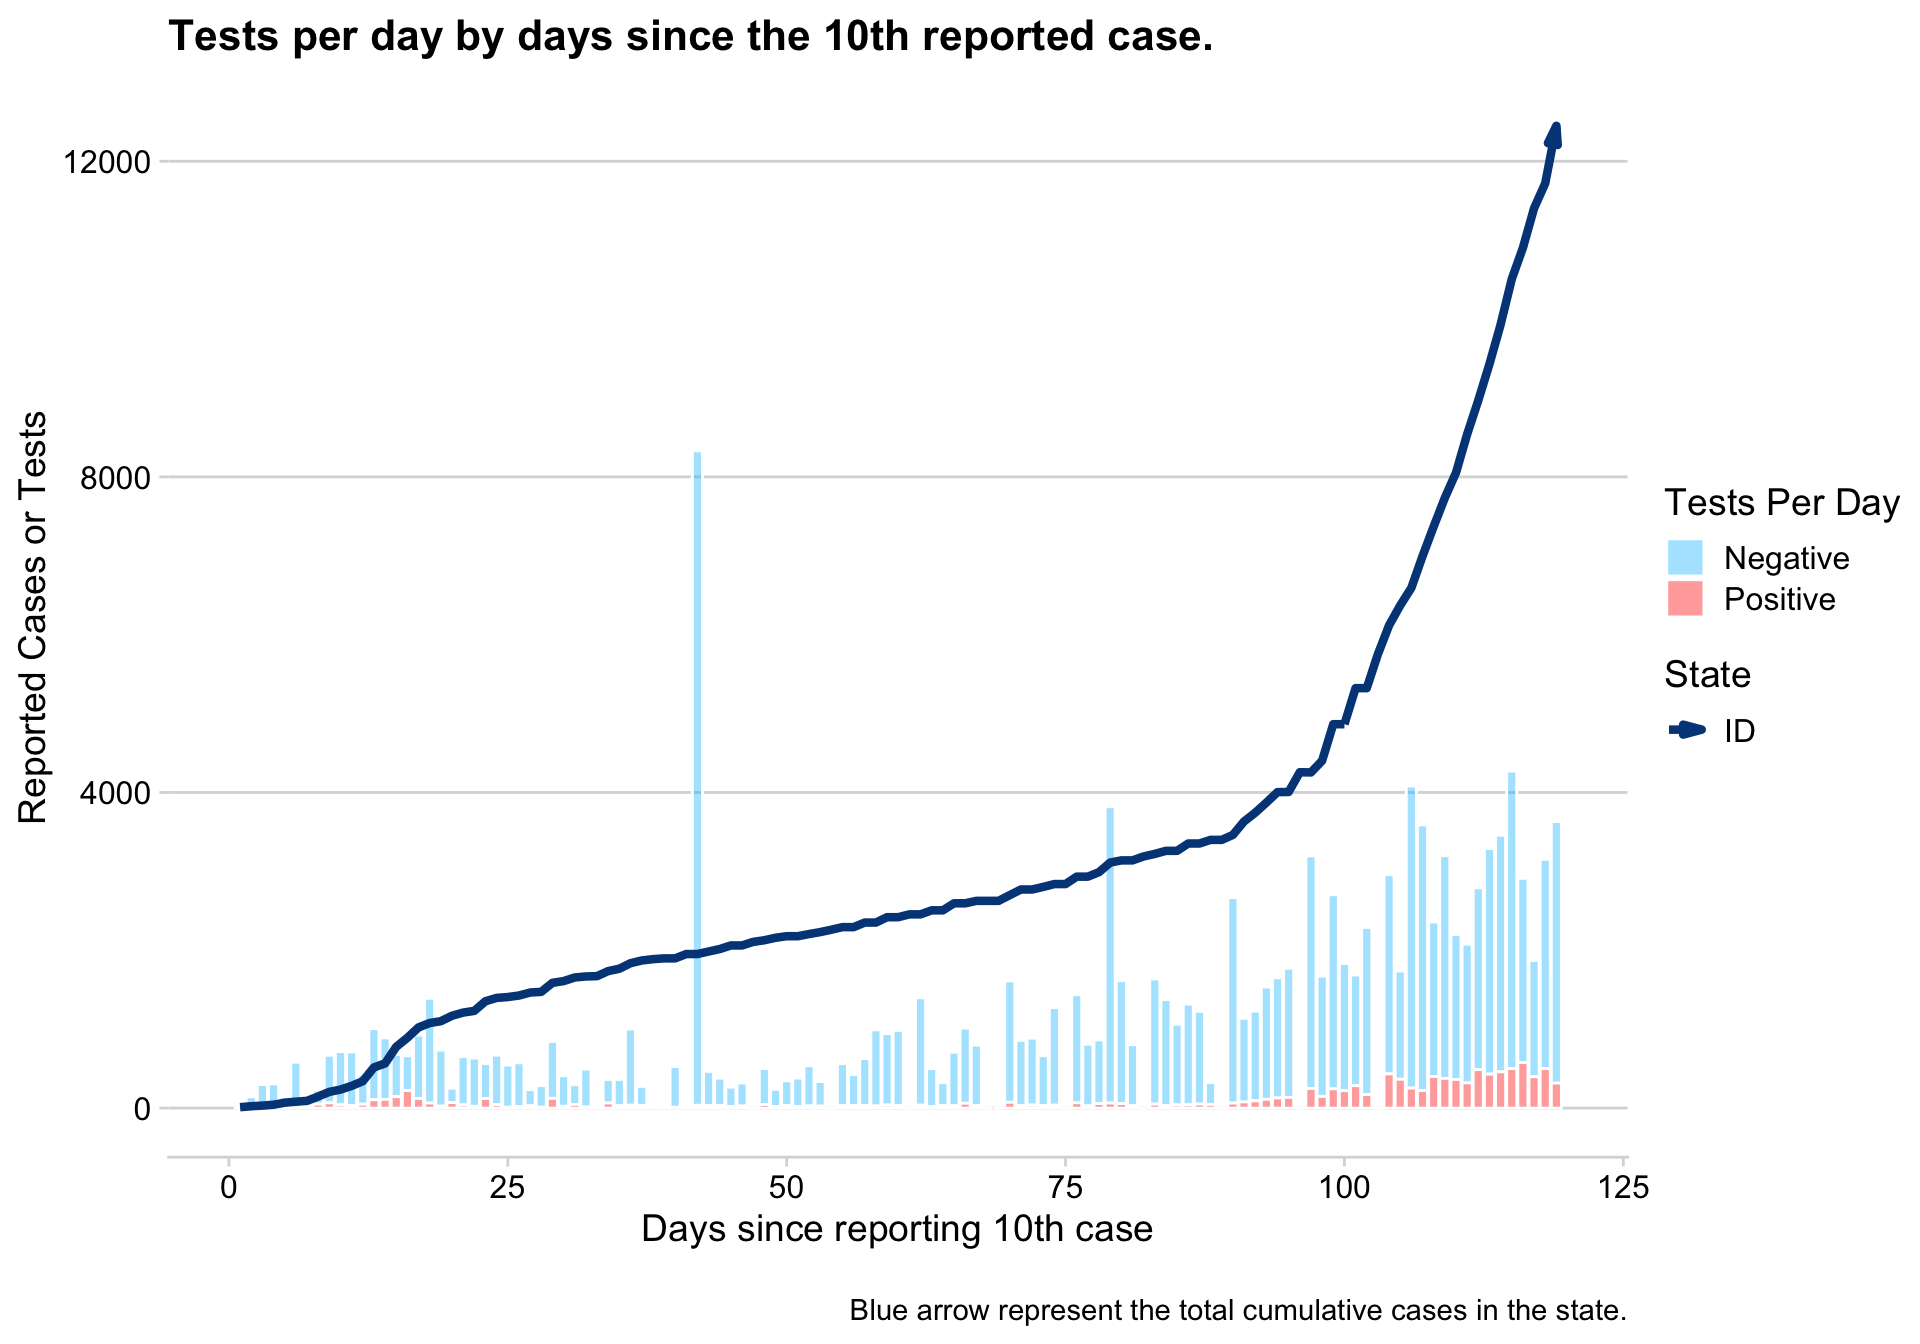 Tests per day by days since the 10th reported case.
12000
8000
4000
0
Reported Cases or Tests
0 25 50 75 100 125
Days since reporting 10th case
Tests Per Day
Negative
Positive
State
ID
Blue arrow represent the total cumulative cases in the state.